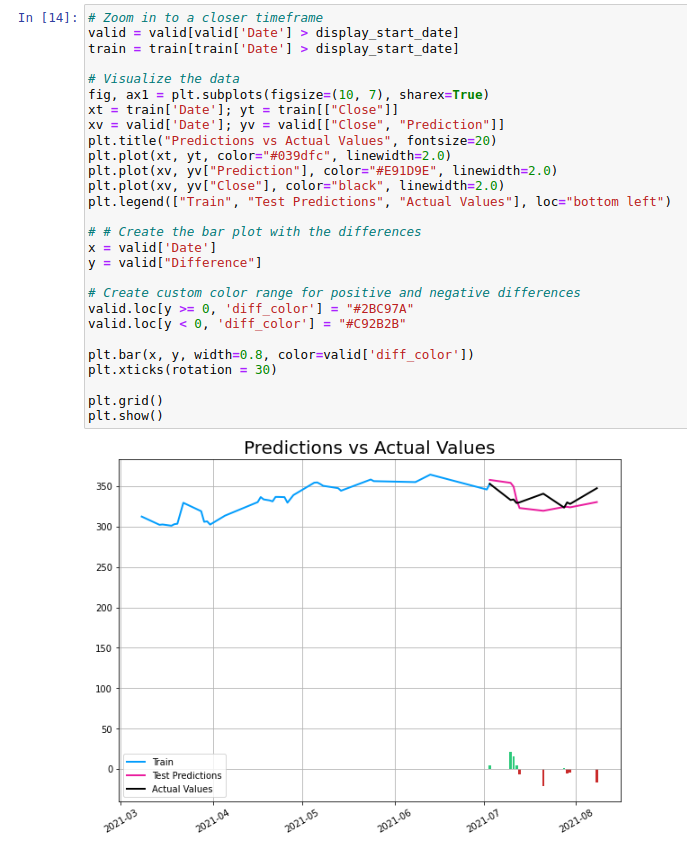 In [14]: # Zoom in to a closer timeframe
valid = valid[valid['Date'] > display_start_date]
train = train[train['Date'] > display_start_date]
# Visualize the data
fig, ax1 = plt.subplots(figsize=(10, 7), sharex=True)
xt = train['Date']; yt = train[["Close"]]
xv = valid['Date']; yv = valid[["Close", "Prediction"]]
plt.title("Predictions vs Actual Values", fontsize=20)
plt.plot(xt, yt, color="#039dfc", linewidth=2.0)
plt.plot(xv, yv["Prediction"], color="#E91D9E", linewidth=2.0)
plt.plot(xv, yv["Close"], color="black", linewidth=2.0)
plt.legend(["Train", "Test Predictions", "Actual Values"], loc="bottom left")
# # Create the bar plot with the differences
x = valid['Date']
y = valid["Difference"]
# Create custom color range for positive and negative differences
valid.loc[y >= 0, 'diff_color'] = "#2BC97A"
valid.loc[y < 0, 'diff_color'] = "#C92B2B"
plt.bar(x, y, width=0.8, color=valid['diff_color'])
plt.xticks(rotation = 30)
plt.grid()
plt.show()
Predictions vs Actual Values
350
300
250
200
150
100
50
0
Train
Test Predictions
Actual Values
2021-03 2021-04 2021-05 2021-06 2021-07 2021-08